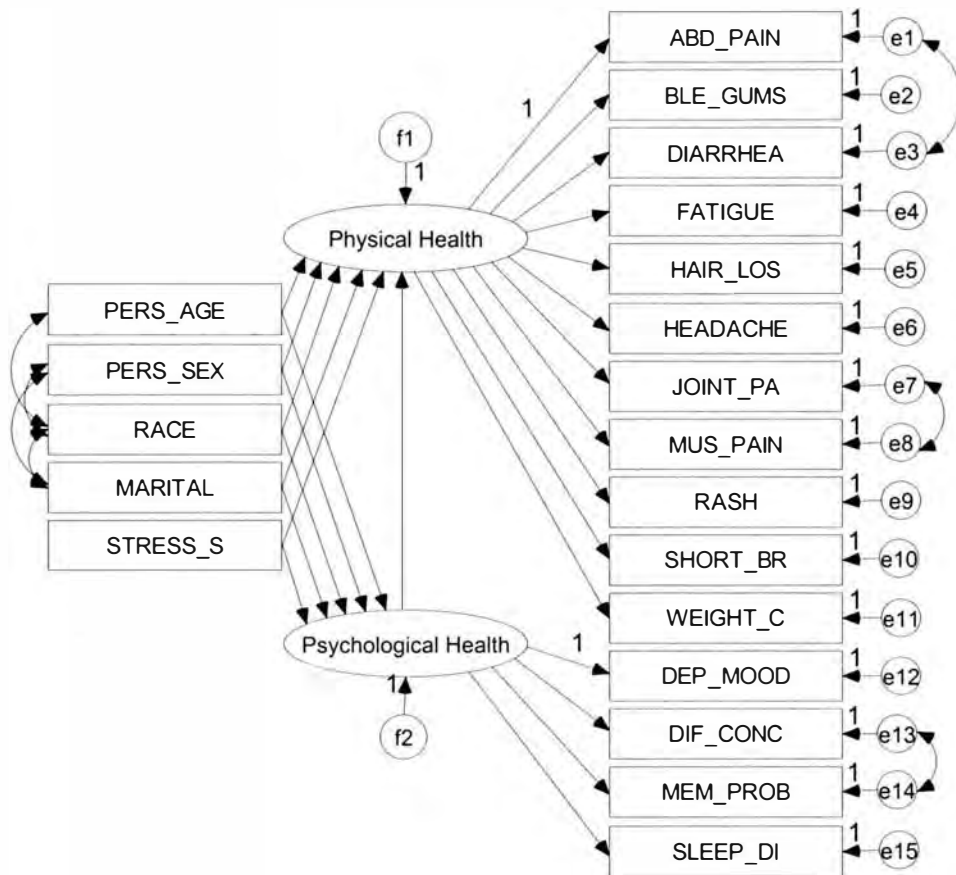 1 e1
ABD_PAIN
1 e2
BLE_GUMS
1
f1
1
1 e3
DIARRHEA
1 e4
FATIGUE
Physical Health
1 e5
HAIR_LOS
PERS_AGE
1 e6
HEADACHE
PERS_SEX
1 e7
JOINT_PA
RACE
1 e8
MUS_PAIN
MARITAL
1 e9
RASH
STRESS_S
1 e10
SHORT_BR
1 e11
WEIGHT_C
Psychological Health
1
1 e12
DEP_MOOD
1
f2
1 e13
DIF_CONC
1 e14
MEM_PROB
1 e15
SLEEP_DI